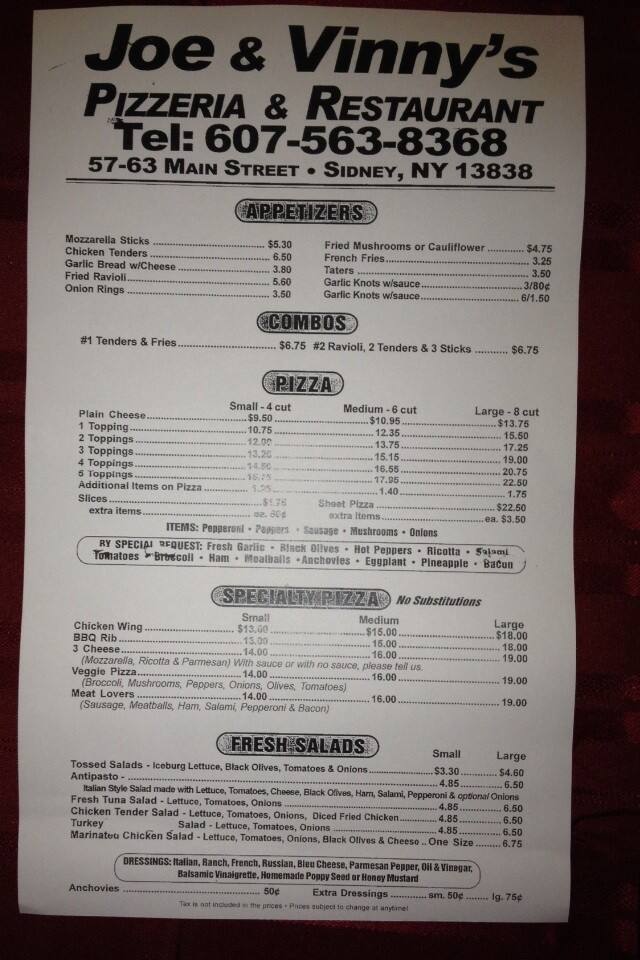 Joe & Vinny's
PIZZERIA & RESTAURANT
Tel: 607-563-8368
57-63 MAIN STREET • SIDNEY, NY 13838
APPETIZERS
Mozzarella Sticks $5.30
Chicken Tenders 6.50
Garlic Bread w/Cheese 3.80
Fried Ravioli 5.60
Onion Rings 3.50
Fried Mushrooms or Cauliflower $4.75
French Fries 3.25
Taters 3.50
Garlic Knots w/sauce 3/80¢
Garlic Knots w/sauce 6/1.50
COMBOS
#1 Tenders & Fries $6.75 #2 Ravioli, 2 Tenders & 3 Sticks $6.75
PIZZA
Small - 4 cut Medium - 6 cut Large - 8 cut
Plain Cheese $9.50 $10.95 $13.75
1 Topping 10.75 12.35 15.50
2 Toppings 12.00 13.75 17.25
3 Toppings 13.25 15.15 19.00
4 Toppings 16.55 20.75
5 Toppings 17.95 22.50
Additional Items on Pizza 1.40 1.75
Slices $1.75 Sheet Pizza $22.50
extra items ea. extra items ea. $3.50
ITEMS: Pepperoni • Peppers • Sausage • Mushrooms • Onions
BY SPECIAL REQUEST: Fresh Garlic • Black Olives • Hot Peppers • Ricotta • Salami
Tomatoes • Broccoli • Ham • Meatballs • Anchovies • Eggplant • Pineapple • Bacon
SPECIALTY PIZZA No Substitutions
Small Medium Large
Chicken Wing $13.00 $15.00 $18.00
BBQ Rib 13.00 15.00 18.00
3 Cheese 14.00 16.00 19.00
(Mozzarella, Ricotta & Parmesan) With sauce or with no sauce, please tell us.
Veggie Pizza 14.00 16.00 19.00
(Broccoli, Mushrooms, Peppers, Onions, Olives, Tomatoes)
Meat Lovers 14.00 16.00 19.00
(Sausage, Meatballs, Ham, Salami, Pepperoni & Bacon)
FRESH SALADS
Small Large
Tossed Salads - Iceburg Lettuce, Black Olives, Tomatoes & Onions $3.30 $4.60
Antipasto - 4.85 6.50
Italian Style Salad made with Lettuce, Tomatoes, Cheese, Black Olives, Ham, Salami, Pepperoni & optional Onions
Fresh Tuna Salad - Lettuce, Tomatoes, Onions 4.85 6.50
Chicken Tender Salad - Lettuce, Tomatoes, Onions, Diced Fried Chicken 4.85 6.50
Turkey Salad - Lettuce, Tomatoes, Onions 4.85 6.50
Marinated Chicken Salad - Lettuce, Tomatoes, Onions, Black Olives & Cheese One Size 6.75
DRESSINGS: Italian, Ranch, French, Russian, Bleu Cheese, Parmesan Pepper, Oil & Vinegar,
Balsamic Vinaigrette, Homemade Poppy Seed or Honey Mustard
Anchovies 50¢ Extra Dressings sm. 50¢ lg. 75¢
Tax is not included in the prices • Prices subject to change at anytime!